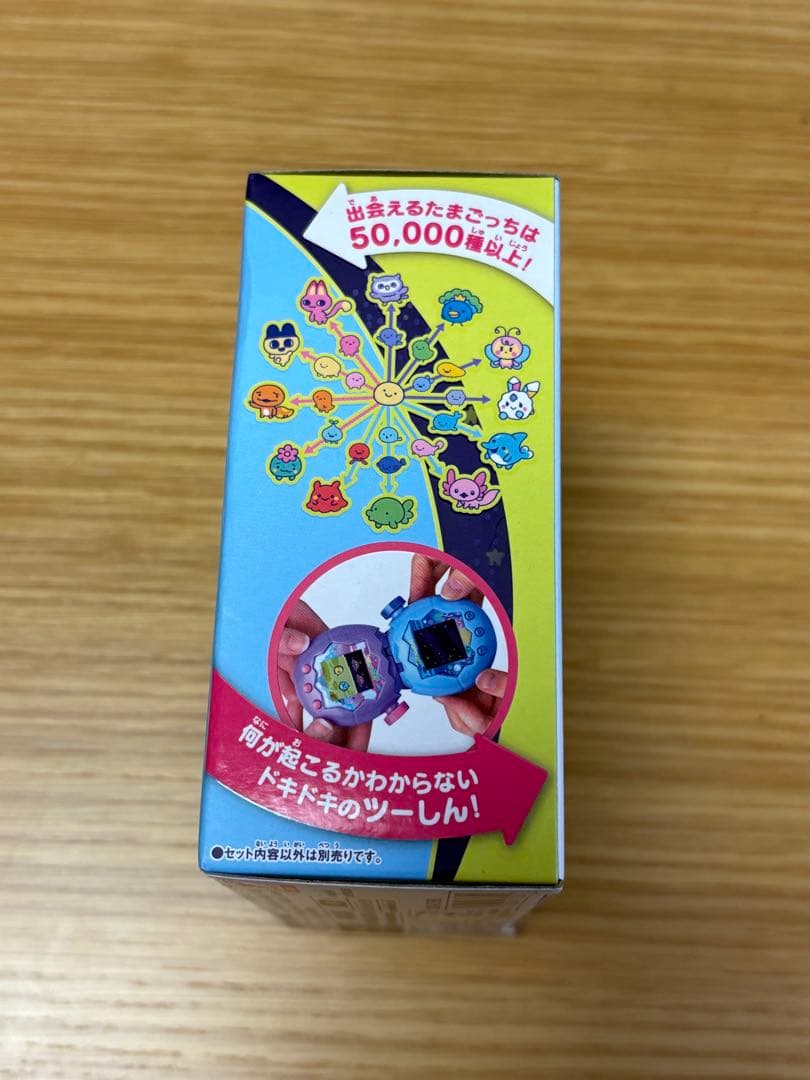 出会えるたまごっちは
50,000種以上!
何が起こるかわからない
ドキドキのツーしん!
●セット内容以外は別売りです。